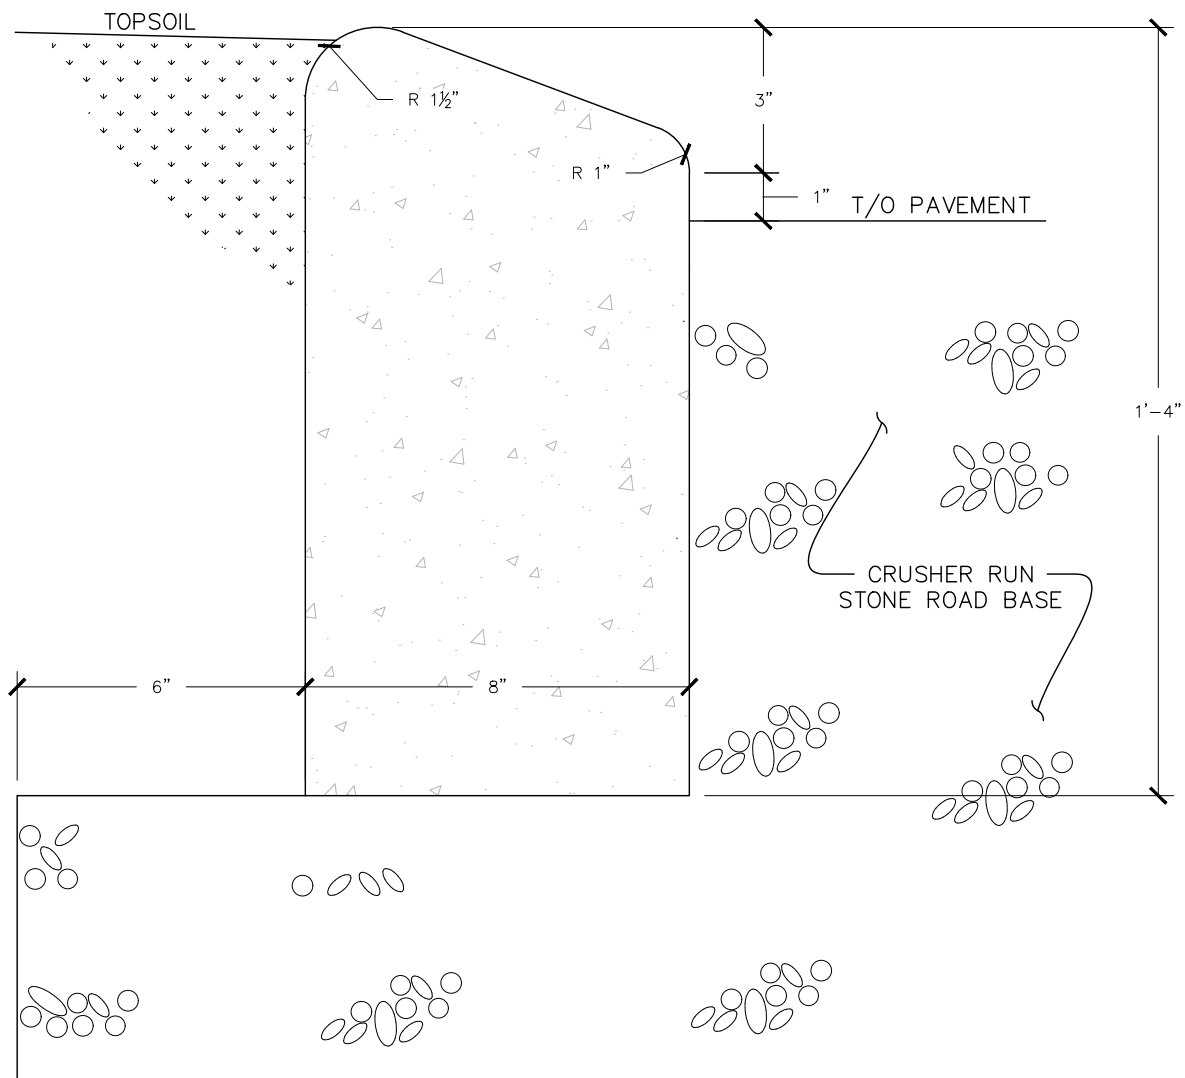 TOPSOIL
R 1½"
3"
R 1"
1"
T/O PAVEMENT
1'-4"
CRUSHER RUN
STONE ROAD BASE
6"
8"